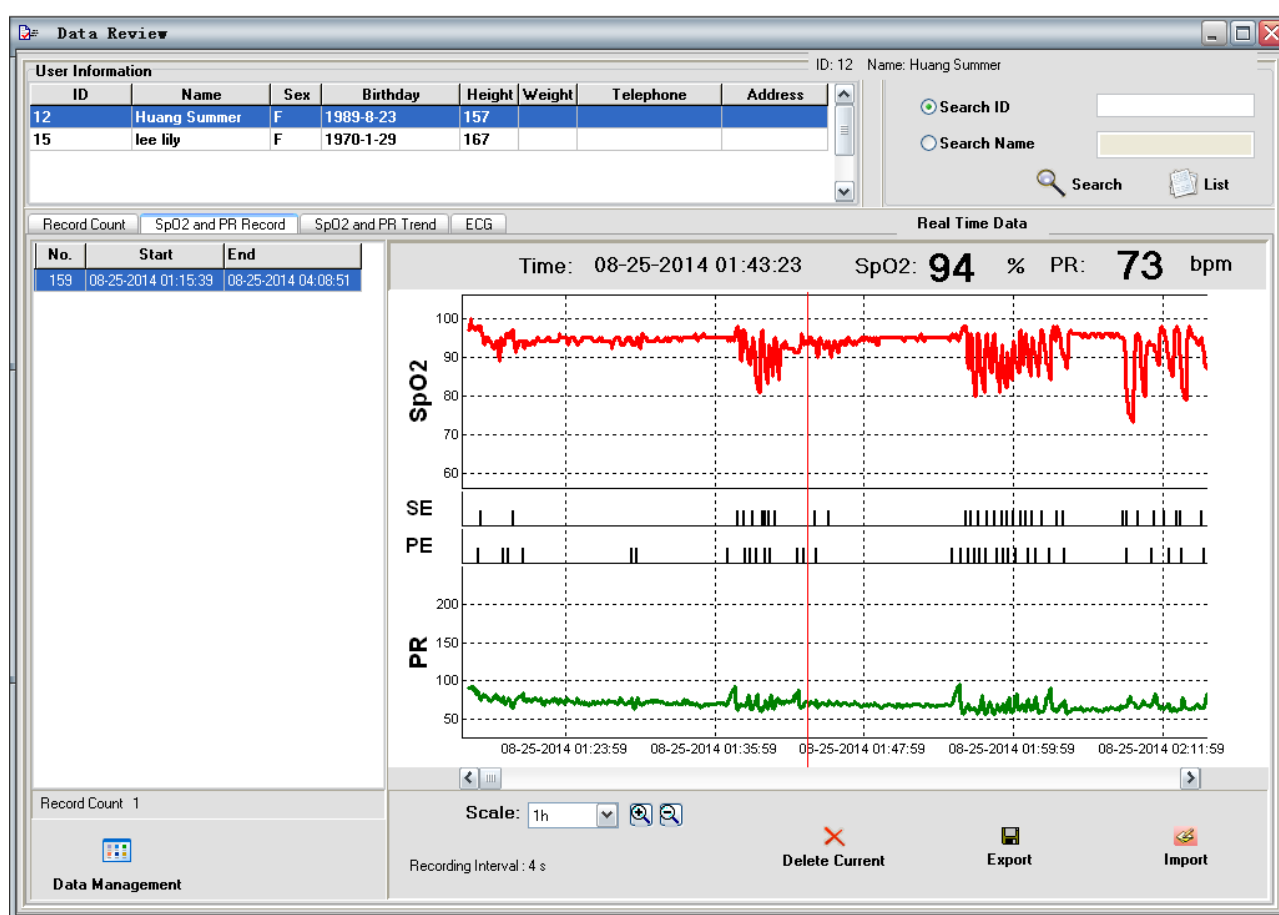 Data Review
User Information
ID: 12 Name: Huang Summer
ID Name Sex Birthday Height Weight Telephone Address
12 Huang Summer F 1989-8-23 157
15 lee lily F 1970-1-29 167
Search ID
Search Name
Search List
Record Count SpO2 and PR Record SpO2 and PR Trend ECG
Real Time Data
No. Start End
159 08-25-2014 01:15:39 08-25-2014 04:08:51
Time: 08-25-2014 01:43:23 SpO2: 94 % PR: 73 bpm
100
90
80
70
60
SpO2
SE
PE
200
150
100
50
PR
08-25-2014 01:23:59 08-25-2014 01:35:59 08-25-2014 01:47:59 08-25-2014 01:59:59 08-25-2014 02:11:59
Record Count 1
Data Management
Scale: 1h
Recording Interval : 4 s
Delete Current
Export
Import